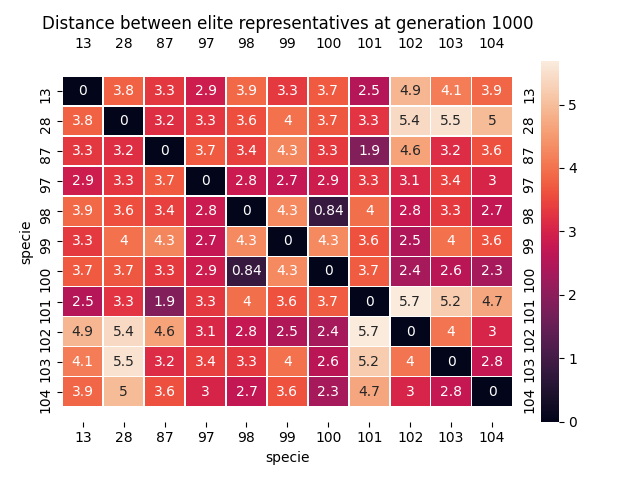 Distance between elite representatives at generation 1000
13 28 87 97 98 99 100 101 102 103 104
13 0 3.8 3.3 2.9 3.9 3.3 3.7 2.5 4.9 4.1 3.9 13
28 3.8 0 3.2 3.3 3.6 4 3.7 3.3 5.4 5.5 5 28
87 3.3 3.2 0 3.7 3.4 4.3 3.3 1.9 4.6 3.2 3.6 87
97 2.9 3.3 3.7 0 2.8 2.7 2.9 3.3 3.1 3.4 3 97
98 3.9 3.6 3.4 2.8 0 4.3 0.84 4 2.8 3.3 2.7 98
99 3.3 4 4.3 2.7 4.3 0 4.3 3.6 2.5 4 3.6 99
100 3.7 3.7 3.3 2.9 0.84 4.3 0 3.7 2.4 2.6 2.3 100
101 2.5 3.3 1.9 3.3 4 3.6 3.7 0 5.7 5.2 4.7 101
102 4.9 5.4 4.6 3.1 2.8 2.5 2.4 5.7 0 4 3 102
103 4.1 5.5 3.2 3.4 3.3 4 2.6 5.2 4 0 2.8 103
104 3.9 5 3.6 3 2.7 3.6 2.3 4.7 3 2.8 0 104
13 28 87 97 98 99 100 101 102 103 104
specie
specie
5
4
3
2
1
0